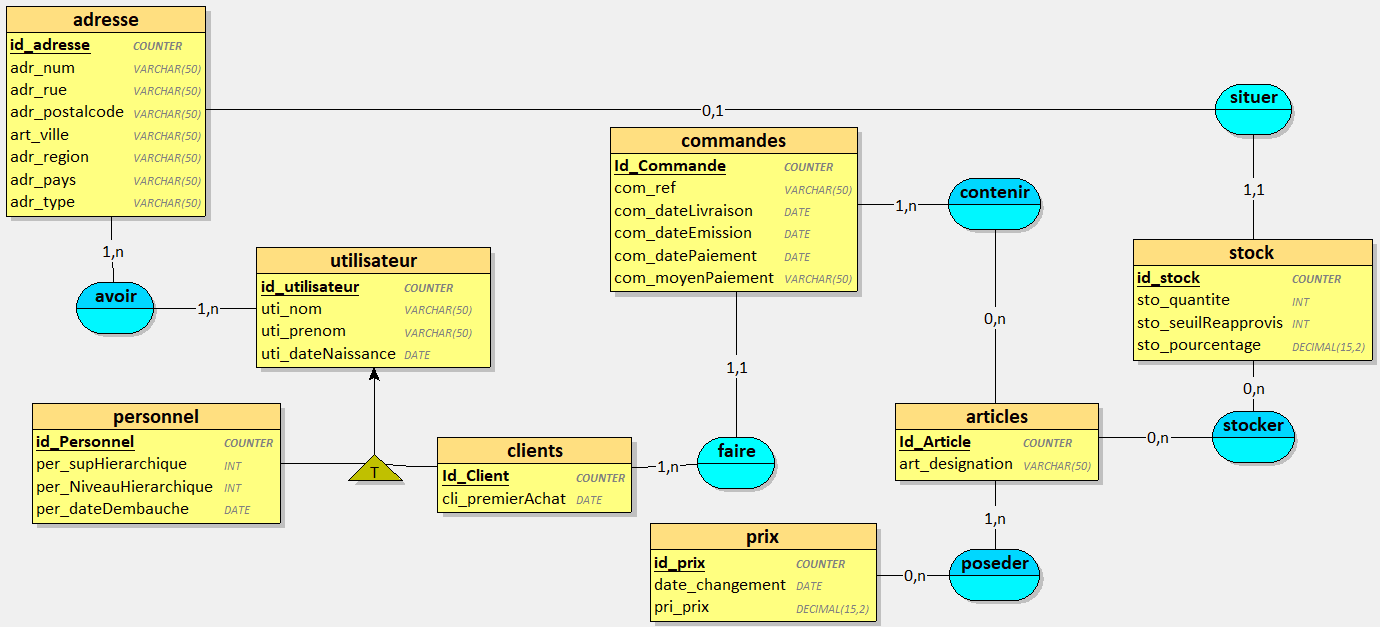 adresse
id_adresse COUNTER
adr_num VARCHAR(50)
adr_rue VARCHAR(50)
adr_postalcode VARCHAR(50)
art_ville VARCHAR(50)
adr_region VARCHAR(50)
adr_pays VARCHAR(50)
adr_type VARCHAR(50)
0,1
situer
1,1
commandes
Id_Commande COUNTER
com_ref VARCHAR(50)
com_dateLivraison DATE
com_dateEmission DATE
com_datePaiement DATE
com_moyenPaiement VARCHAR(50)
1,n
contenir
0,n
1,n
avoir
1,n
utilisateur
id_utilisateur COUNTER
uti_nom VARCHAR(50)
uti_prenom VARCHAR(50)
uti_dateNaissance DATE
stock
id_stock COUNTER
sto_quantite INT
sto_seuilReapprovis INT
sto_pourcentage DECIMAL(15,2)
1,1
0,n
personnel
id_Personnel COUNTER
per_supHierarchique INT
per_NiveauHierarchique INT
per_dateDembauche DATE
T
clients
Id_Client COUNTER
cli_premierAchat DATE
1,n
faire
articles
Id_Article COUNTER
art_designation VARCHAR(50)
0,n
stocker
1,n
prix
id_prix COUNTER
date_changement DATE
pri_prix DECIMAL(15,2)
0,n
poseder